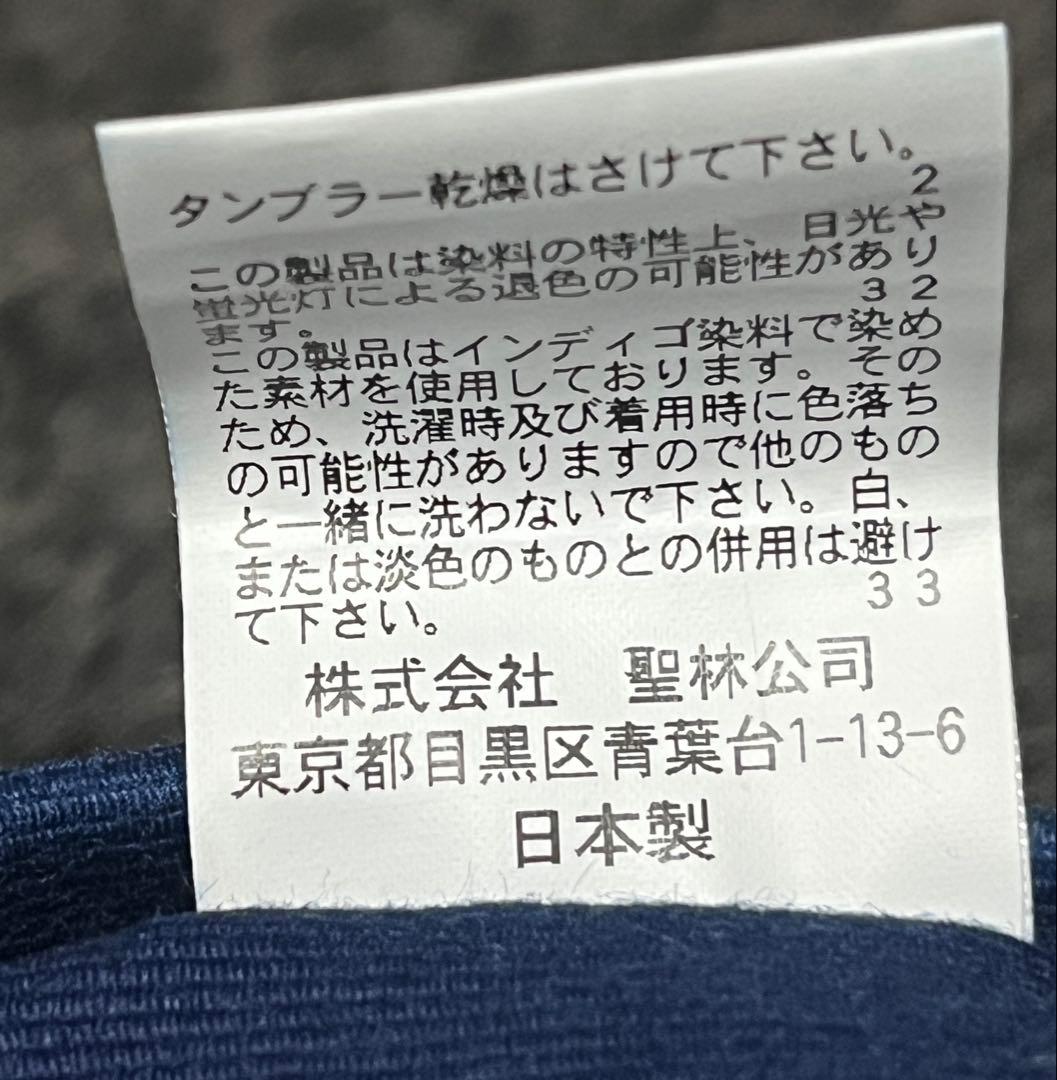 タンブラー乾燥はさけて下さい。
2
この製品は染料の特性上、日光や
蛍光灯による退色の可能性があり
ます。
3 2
この製品はインディゴ染料で染め
た素材を使用しております。その
ため、洗濯時及び着用時に色落ち
の可能性がありますので他のもの
と一緒に洗わないで下さい。白、
または淡色のものとの併用は避け
て下さい。
3 3
株式会社 聖林公司
東京都目黒区青葉台1-13-6
日本製